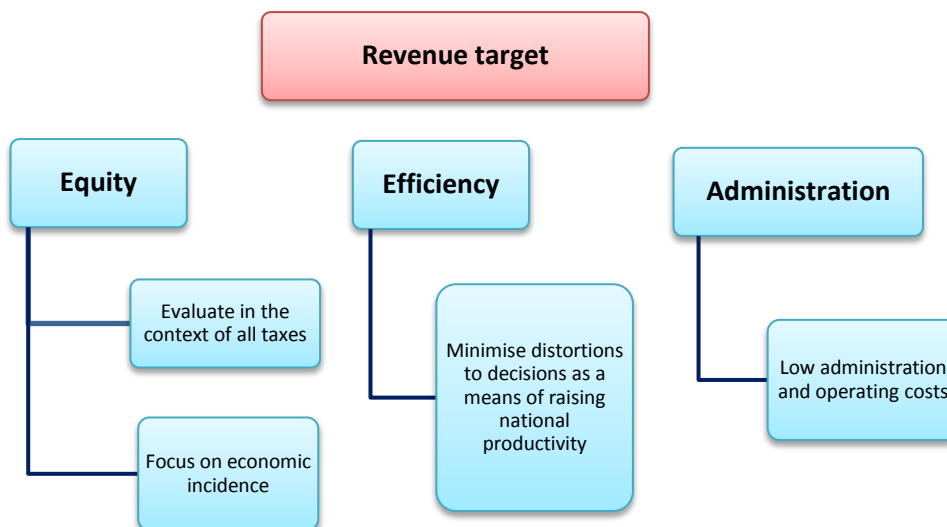 Revenue target
Equity
Evaluate in the
context of all taxes
Focus on economic
incidence
Efficiency
Minimise distortions
to decisions as a
means of raising
national
productivity
Administration
Low administration
and operating costs